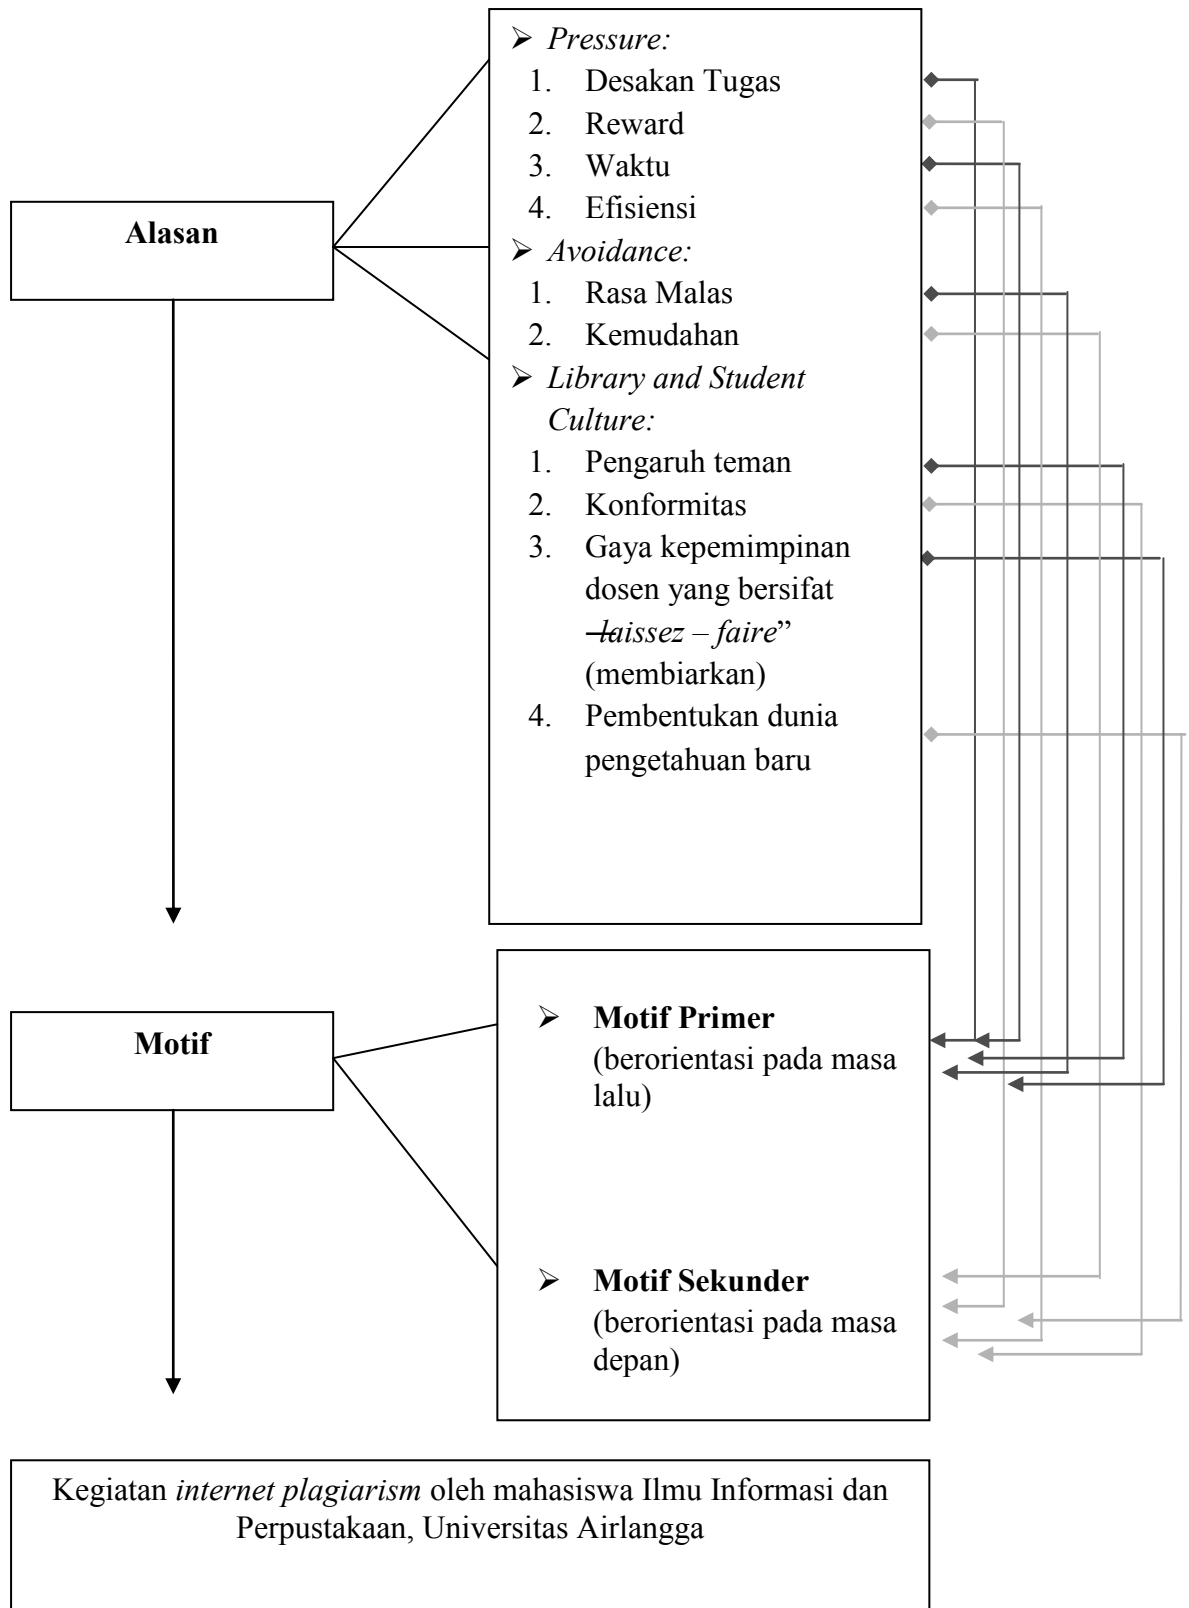 ➢ Pressure:
1. Desakan Tugas
2. Reward
3. Waktu
4. Efisiensi
Alasan
➢ Avoidance:
1. Rasa Malas
2. Kemudahan
➢ Library and Student
Culture:
1. Pengaruh teman
2. Konformitas
3. Gaya kepemimpinan
dosen yang bersifat
―laissez – faire”
(membiarkan)
4. Pembentukan dunia
pengetahuan baru
Motif
➢ Motif Primer
(berorientasi pada masa
lalu)
➢ Motif Sekunder
(berorientasi pada masa
depan)
Kegiatan internet plagiarism oleh mahasiswa Ilmu Informasi dan
Perpustakaan, Universitas Airlangga